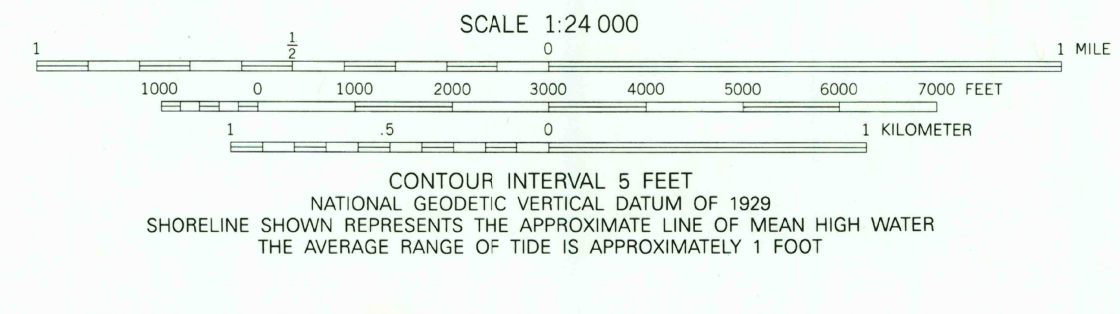 SCALE 1:24 000
1 1/2 0 1 MILE
1000 0 1000 2000 3000 4000 5000 6000 7000 FEET
1 .5 0 1 KILOMETER
CONTOUR INTERVAL 5 FEET
NATIONAL GEODETIC VERTICAL DATUM OF 1929
SHORELINE SHOWN REPRESENTS THE APPROXIMATE LINE OF MEAN HIGH WATER
THE AVERAGE RANGE OF TIDE IS APPROXIMATELY 1 FOOT